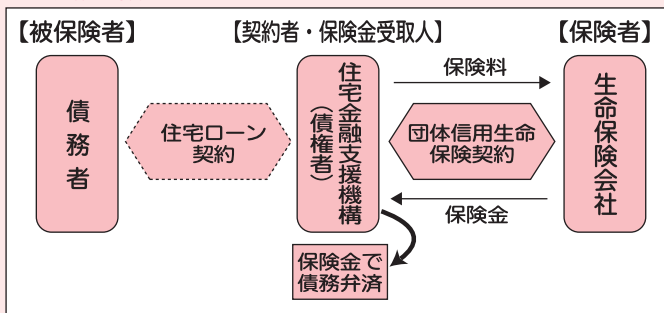 【被保険者】
【契約者・保険金受取人】
【保険者】
債務者
住宅ローン
契約
住宅金融支援機構
(債権者)
保険料
団体信用生命
保険契約
保険金
生命保険会社
保険金で
債務弁済